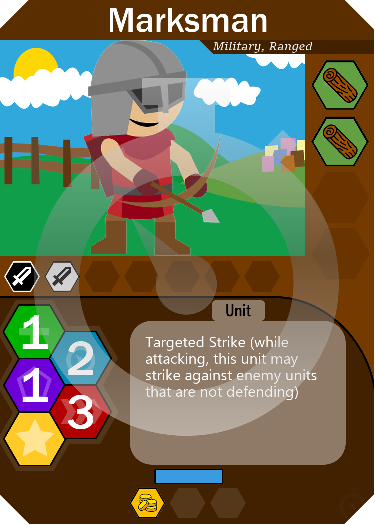 Marksman
Military, Ranged
Unit
Targeted Strike (while
attacking, this unit may
strike against enemy units
that are not defending)
1
2
1
3